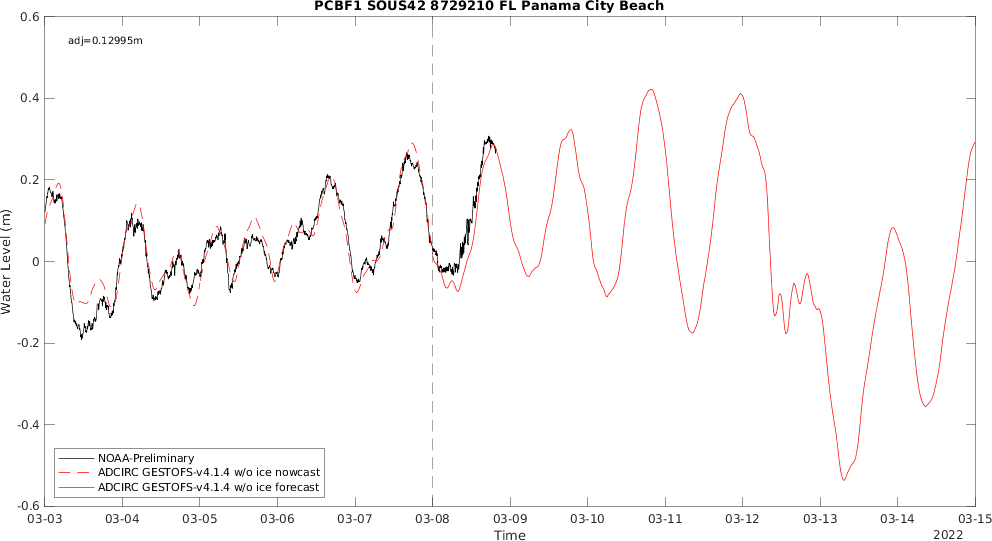 PCBF1 SOUS42 8729210 FL Panama City Beach
adj=0.12995m
0.6
0.4
0.2
0
-0.2
-0.4
-0.6
Water Level (m)
NOAA-Preliminary
ADCIRC GESTOFS-v4.1.4 w/o ice nowcast
ADCIRC GESTOFS-v4.1.4 w/o ice forecast
03-03 03-04 03-05 03-06 03-07 03-08 03-09 03-10 03-11 03-12 03-13 03-14 03-15
Time
2022